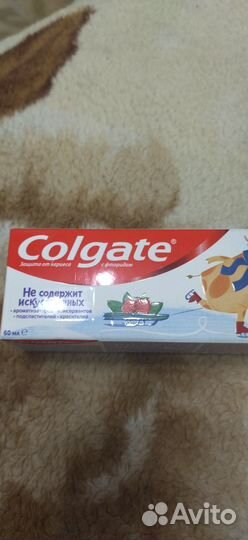 Colgate®
Защита от кариеса с фторидом
Не содержит
искусственных
• ароматизаторов • консервантов
• подсластителей • красителей
60 мл е
Avito